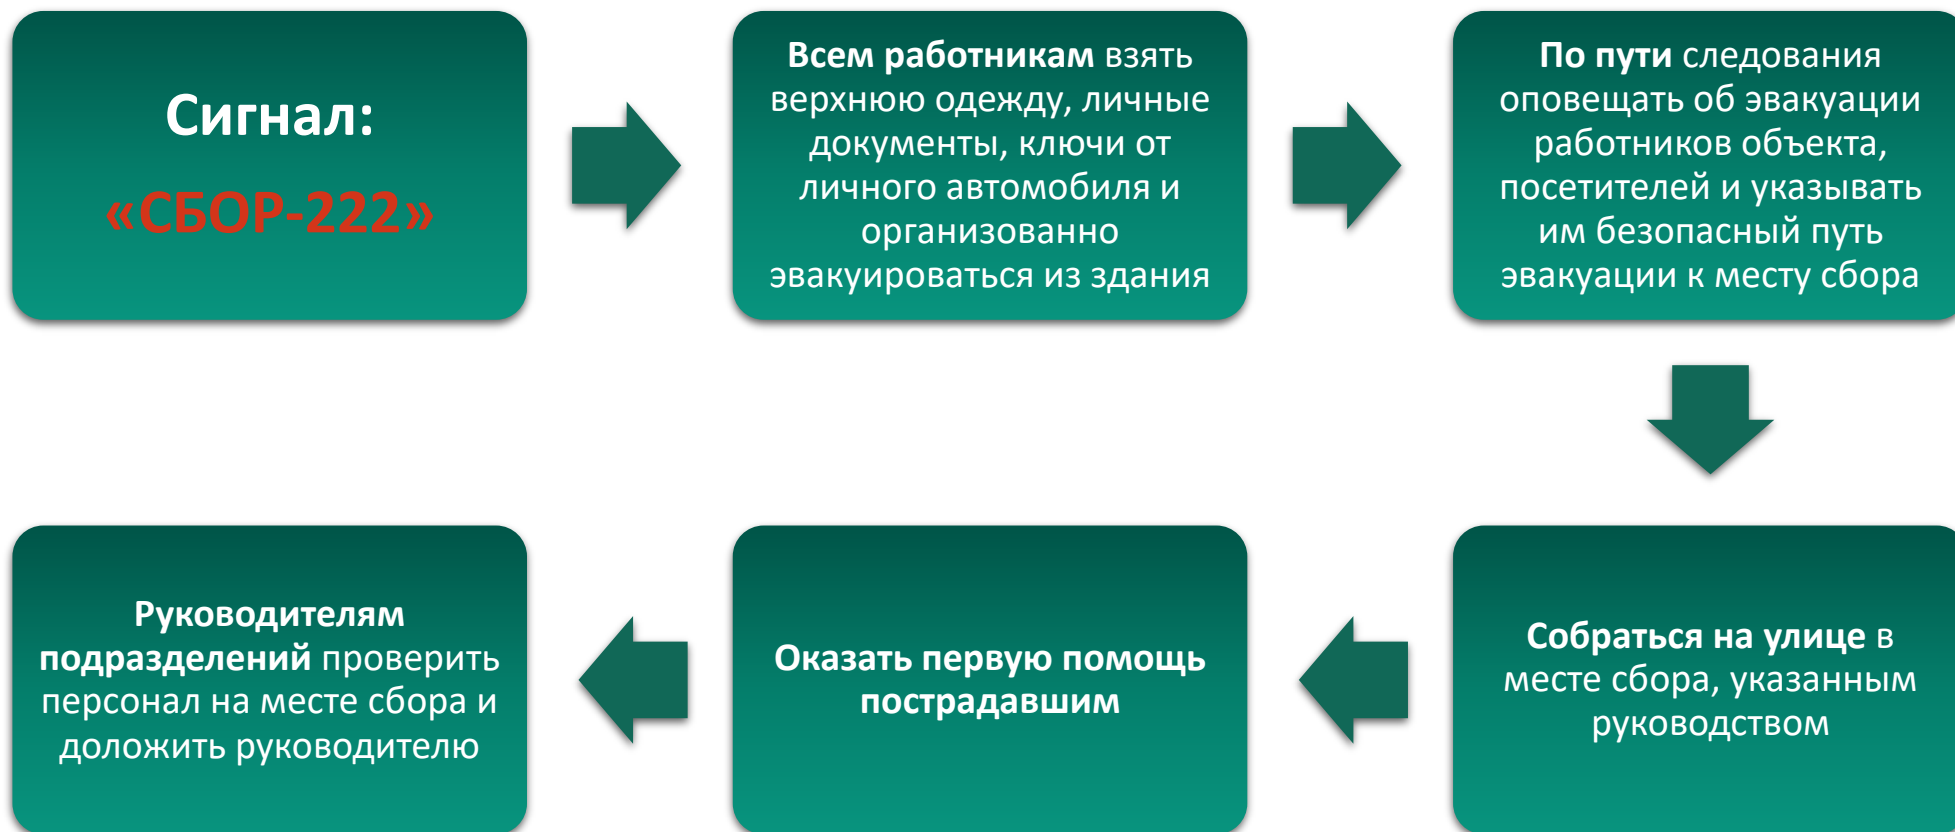 Сигнал:
«СБОР-222»
Всем работникам взять
верхнюю одежду, личные
документы, ключи от
личного автомобиля и
организованно
эвакуироваться из здания
По пути следования
оповещать об эвакуации
работников объекта,
посетителей и указывать
им безопасный путь
эвакуации к месту сбора
Собраться на улице в
месте сбора, указанным
руководством
Оказать первую помощь
пострадавшим
Руководителям
подразделений проверить
персонал на месте сбора и
доложить руководителю